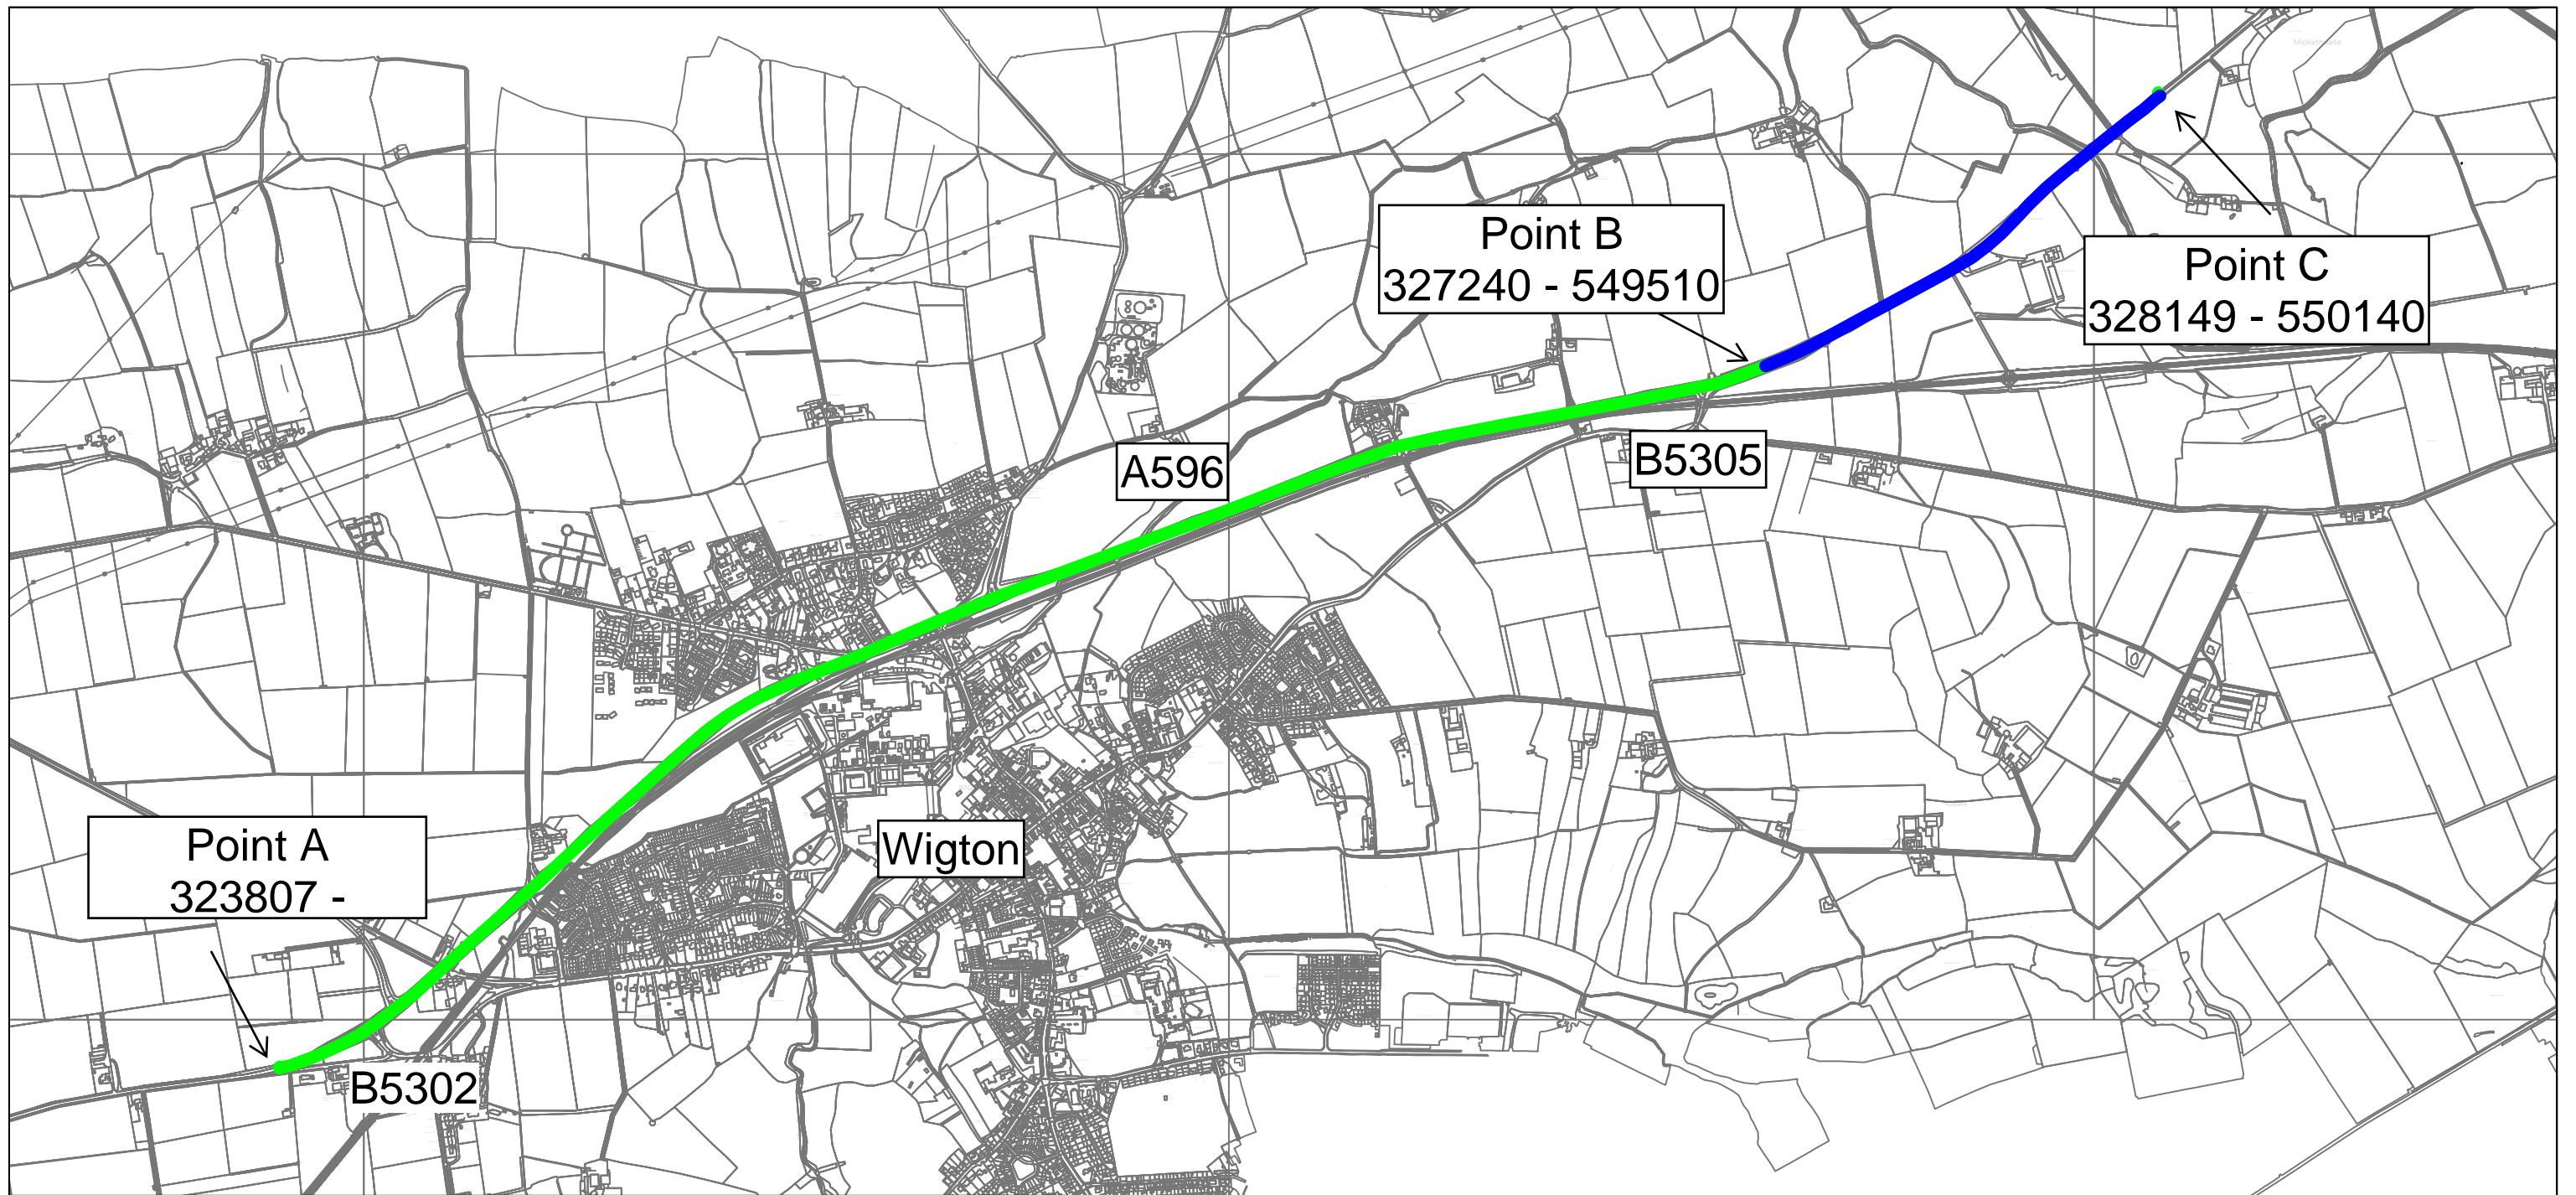 Point B
327240 - 549510
Point C
328149 - 550140
A596
B5305
Point A
323807 -
Wigton
B5302